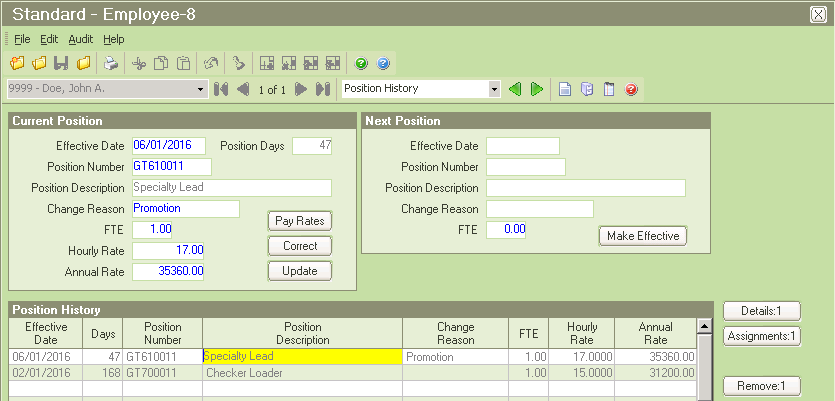 Standard - Employee-8
File Edit Audit Help
9999 - Doe, John A. 1 of 1 Position History
Current Position
Effective Date 06/01/2016 Position Days 47
Position Number GT610011
Position Description Specialty Lead
Change Reason Promotion
FTE 1.00 Pay Rates
Hourly Rate 17.00 Correct
Annual Rate 35360.00 Update
Next Position
Effective Date
Position Number
Position Description
Change Reason
FTE 0.00 Make Effective
Position History
Effective Date Days Position Number Position Description Change Reason FTE Hourly Rate Annual Rate
06/01/2016 47 GT610011 Specialty Lead Promotion 1.00 17.0000 35360.00
02/01/2016 168 GT700011 Checker Loader 1.00 15.0000 31200.00
Details:1
Assignments:1
Remove:1